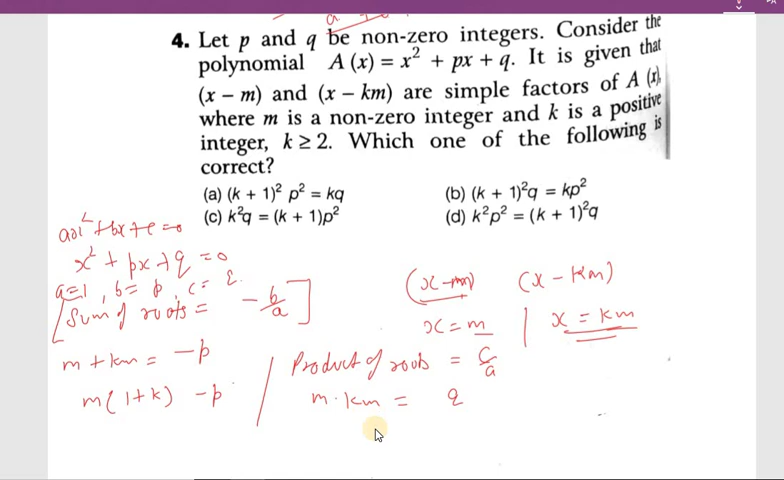 4. Let p and q be non-zero integers. Consider the
polynomial A (x) = x² + px + q. It is given that
(x − m) and (x − km) are simple factors of A (x),
where m is a non-zero integer and k is a positive
integer, k ≥ 2. Which one of the following is
correct?
(a) (k + 1)² p² = kq
(b) (k + 1)²q = kp²
(c) k²q = (k + 1)p²
(d) k²p² = (k + 1)²q
ax² + bx + c = 0
x² + px + q = 0
a=1, b= p, c= q
[Sum of roots = -b/a]
m + km = -p
m(1+k) -p
(x-m) (x - km)
x = m | x = km
Product of roots = c/a
m · km = q